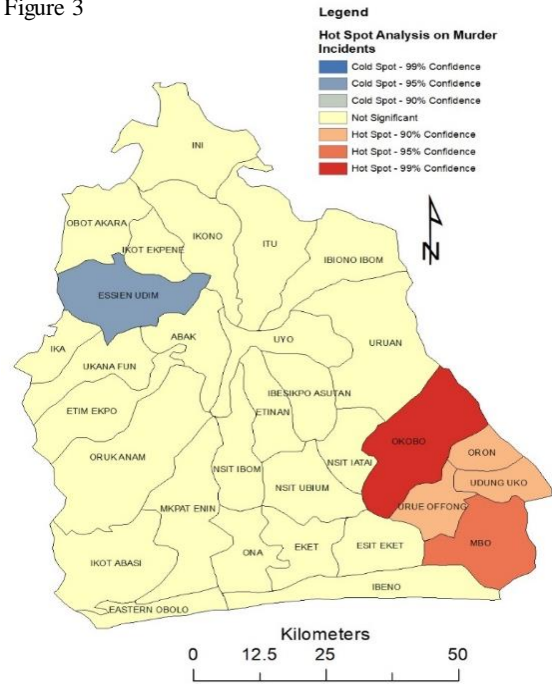 Figure 3
Legend
Hot Spot Analysis on Murder
Incidents
Cold Spot - 99% Confidence
Cold Spot - 95% Confidence
Cold Spot - 90% Confidence
Not Significant
Hot Spot - 90% Confidence
Hot Spot - 95% Confidence
Hot Spot - 99% Confidence
N
INI
OBOT AKARA
IKOT EKPENE
IKONO
ITU
IBIONO IBOM
ESSIEN UDIM
IKA
ABAK
UYO
URUAN
UKANA FUN
ETIM EKPO
IBESIKPO ASUTAN
ETINAN
OKOBO
ORON
ORUK ANAM
NSIT IBOM
NSIT IATAI
NSIT UBIUM
UDUNG UKO
MKPAT ENIN
URUE OFFONG
IKOT ABASI
ONA
EKET
ESIT EKET
MBO
IBENO
EASTERN OBOLO
Kilometers
0 12.5 25 50